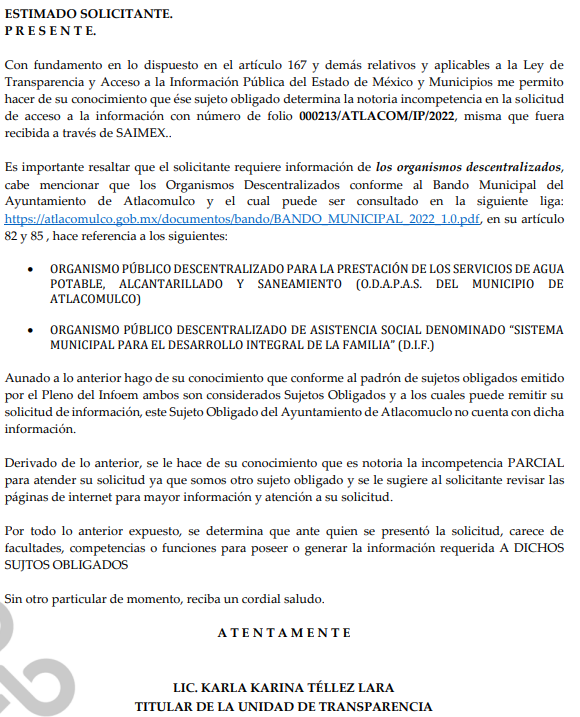 ESTIMADO SOLICITANTE.
P R E S E N T E.
Con fundamento en lo dispuesto en el artículo 167 y demás relativos y aplicables a la Ley de
Transparencia y Acceso a la Información Pública del Estado de México y Municipios me permito
hacer de su conocimiento que ése sujeto obligado determina la notoria incompetencia en la solicitud
de acceso a la información con número de folio 000213/ATLACOM/IP/2022, misma que fuera
recibida a través de SAIMEX..
Es importante resaltar que el solicitante requiere información de los organismos descentralizados,
cabe mencionar que los Organismos Descentralizados conforme al Bando Municipal del
Ayuntamiento de Atlacomulco y el cual puede ser consultado en la siguiente liga:
https://atlacomulco.gob.mx/documentos/bando/BANDO_MUNICIPAL_2022_1.0.pdf, en su artículo
82 y 85 , hace referencia a los siguientes:
• ORGANISMO PÚBLICO DESCENTRALIZADO PARA LA PRESTACIÓN DE LOS SERVICIOS DE AGUA
POTABLE, ALCANTARILLADO Y SANEAMIENTO (O.D.A.P.A.S. DEL MUNICIPIO DE
ATLACOMULCO)
• ORGANISMO PÚBLICO DESCENTRALIZADO DE ASISTENCIA SOCIAL DENOMINADO “SISTEMA
MUNICIPAL PARA EL DESARROLLO INTEGRAL DE LA FAMILIA” (D.I.F.)
Aunado a lo anterior hago de su conocimiento que conforme al padrón de sujetos obligados emitido
por el Pleno del Infoem ambos son considerados Sujetos Obligados y a los cuales puede remitir su
solicitud de información, este Sujeto Obligado del Ayuntamiento de Atlacomuclo no cuenta con dicha
información.
Derivado de lo anterior, se le hace de su conocimiento que es notoria la incompetencia PARCIAL
para atender su solicitud ya que somos otro sujeto obligado y se le sugiere al solicitante revisar las
páginas de internet para mayor información y atención a su solicitud.
Por todo lo anterior expuesto, se determina que ante quien se presentó la solicitud, carece de
facultades, competencias o funciones para poseer o generar la información requerida A DICHOS
SUJTOS OBLIGADOS
Sin otro particular de momento, reciba un cordial saludo.
A T E N T A M E N T E
LIC. KARLA KARINA TÉLLEZ LARA
TITULAR DE LA UNIDAD DE TRANSPARENCIA